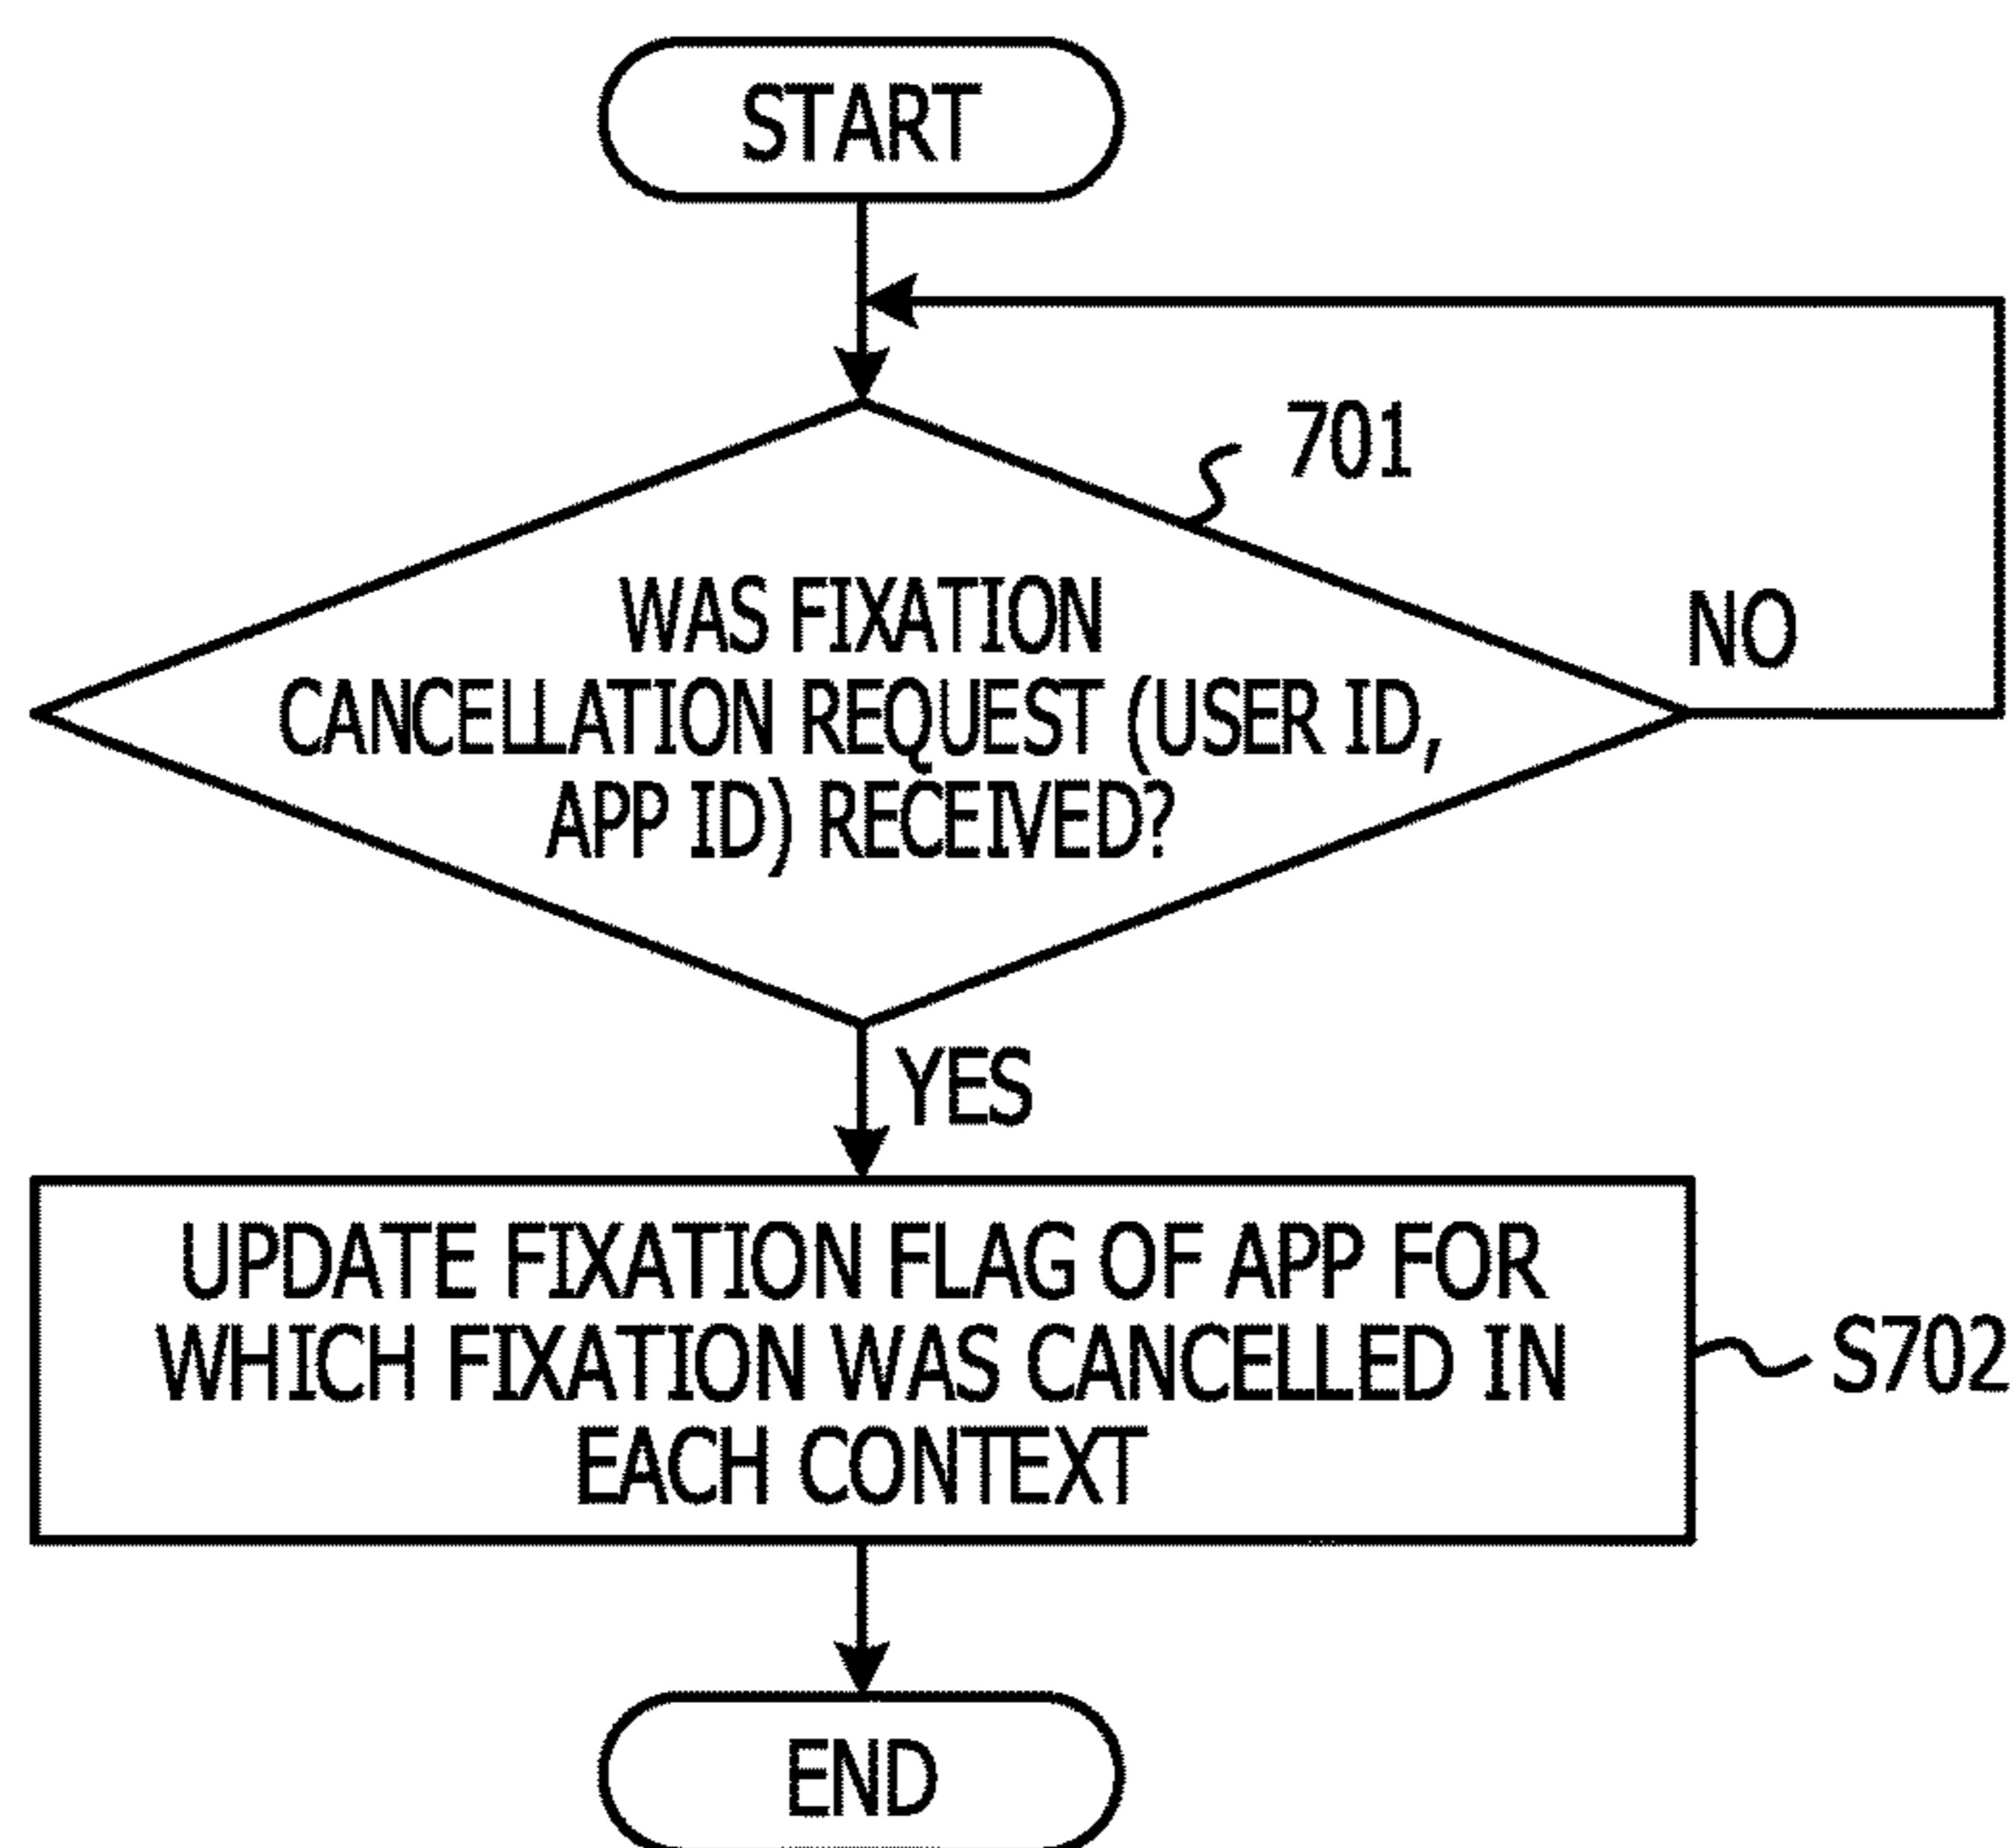 START
701
WAS FIXATION
CANCELLATION REQUEST (USER ID,
APP ID) RECEIVED?
NO
YES
UPDATE FIXATION FLAG OF APP FOR
WHICH FIXATION WAS CANCELLED IN
EACH CONTEXT
S702
END